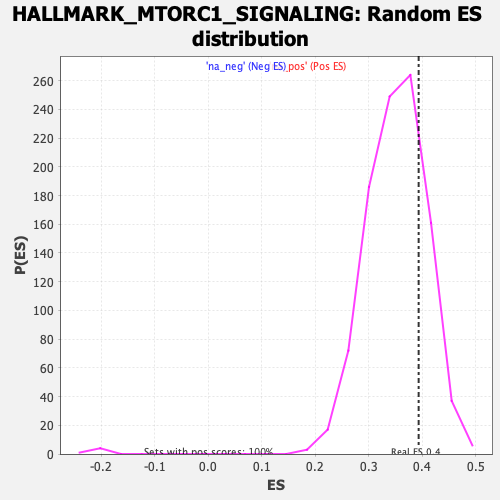 HALLMARK_MTORC1_SIGNALING: Random ES
distribution
'na_neg' (Neg ES) pos' (Pos ES)
260
240
220
200
180
160
140
120
100
80
60
40
20
0
P(ES)
Sets with pos scores: 100%
Real ES 0.4
-0.2 -0.1 0.0 0.1 0.2 0.3 0.4 0.5
ES